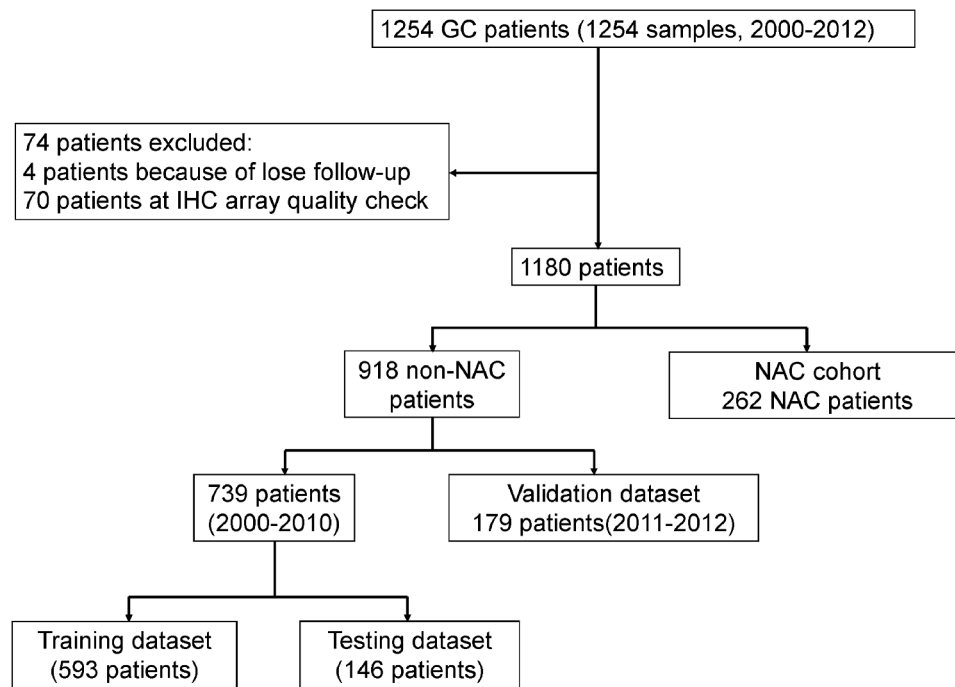 1254 GC patients (1254 samples, 2000-2012)
74 patients excluded:
4 patients because of lose follow-up
70 patients at IHC array quality check
1180 patients
918 non-NAC
patients
NAC cohort
262 NAC patients
739 patients
(2000-2010)
Validation dataset
179 patients(2011-2012)
Training dataset
(593 patients)
Testing dataset
(146 patients)